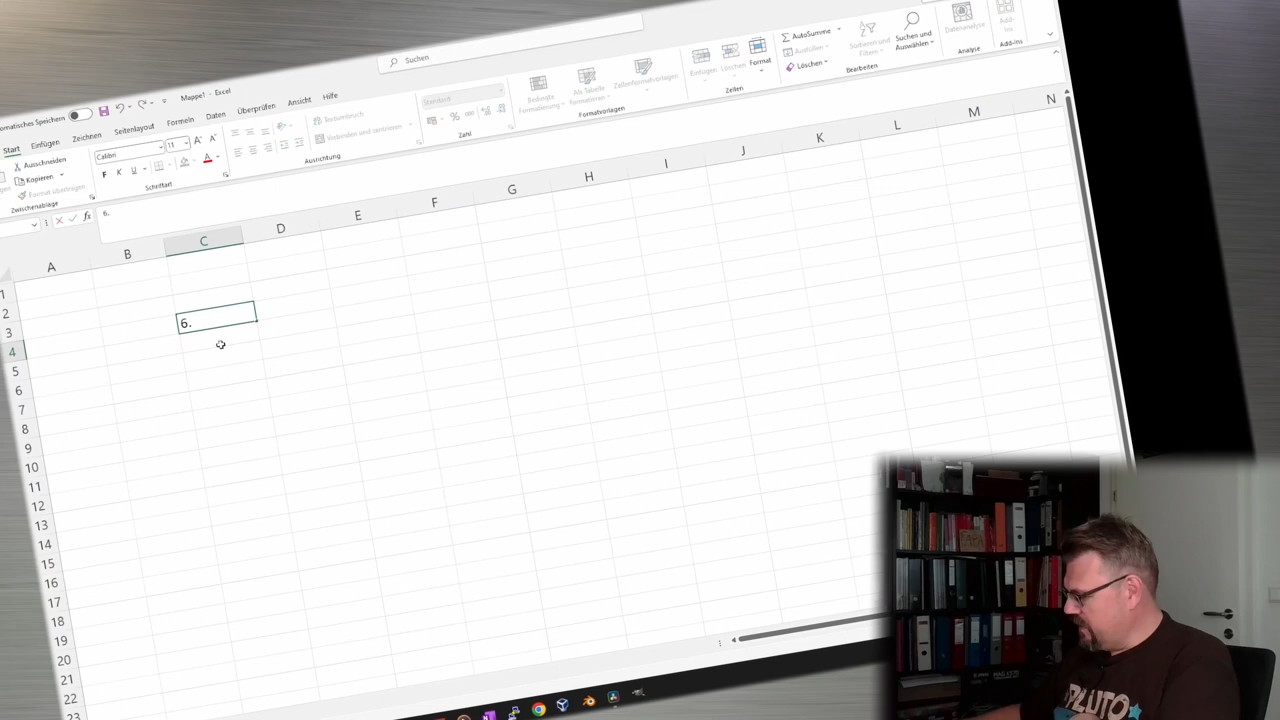 Suchen
Automatisches Speichern
Mappe1 - Excel
Start Einfügen Zeichnen Seitenlayout Formeln Daten Überprüfen Ansicht Hilfe
Ausschneiden
Kopieren
Format übertragen
Zwischenablage
Calibri 11
F K U
Schriftart
Textumbruch
Verbinden und zentrieren
Ausrichtung
Standard
% 000
Zahl
Bedingte Formatierung
Als Tabelle formatieren
Zellenformatvorlagen
Formatvorlagen
Einfügen Löschen Format
Zellen
AutoSumme
Ausfüllen
Löschen
Sortieren und Filtern
Suchen und Auswählen
Bearbeiten
Datenanalyse
Analyse
Add-Ins
Add-Ins
fx 6.
A B C D E F G H I J K L M N
1
2
3
6.
4
5
6
7
8
9
10
11
12
13
14
15
16
17
18
19
20
21
22
23
PLUTO